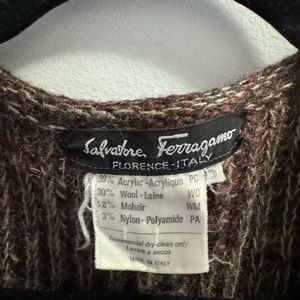 Salvatore Ferragamo
FLORENCE - ITALY
39% Acrylic - Acrylique PC
30% Wool - Laine WO
28% Mohair WM
3% Nylon - Polyamide PA
Commercial dry clean only
Lavare a secco
MADE IN ITALY